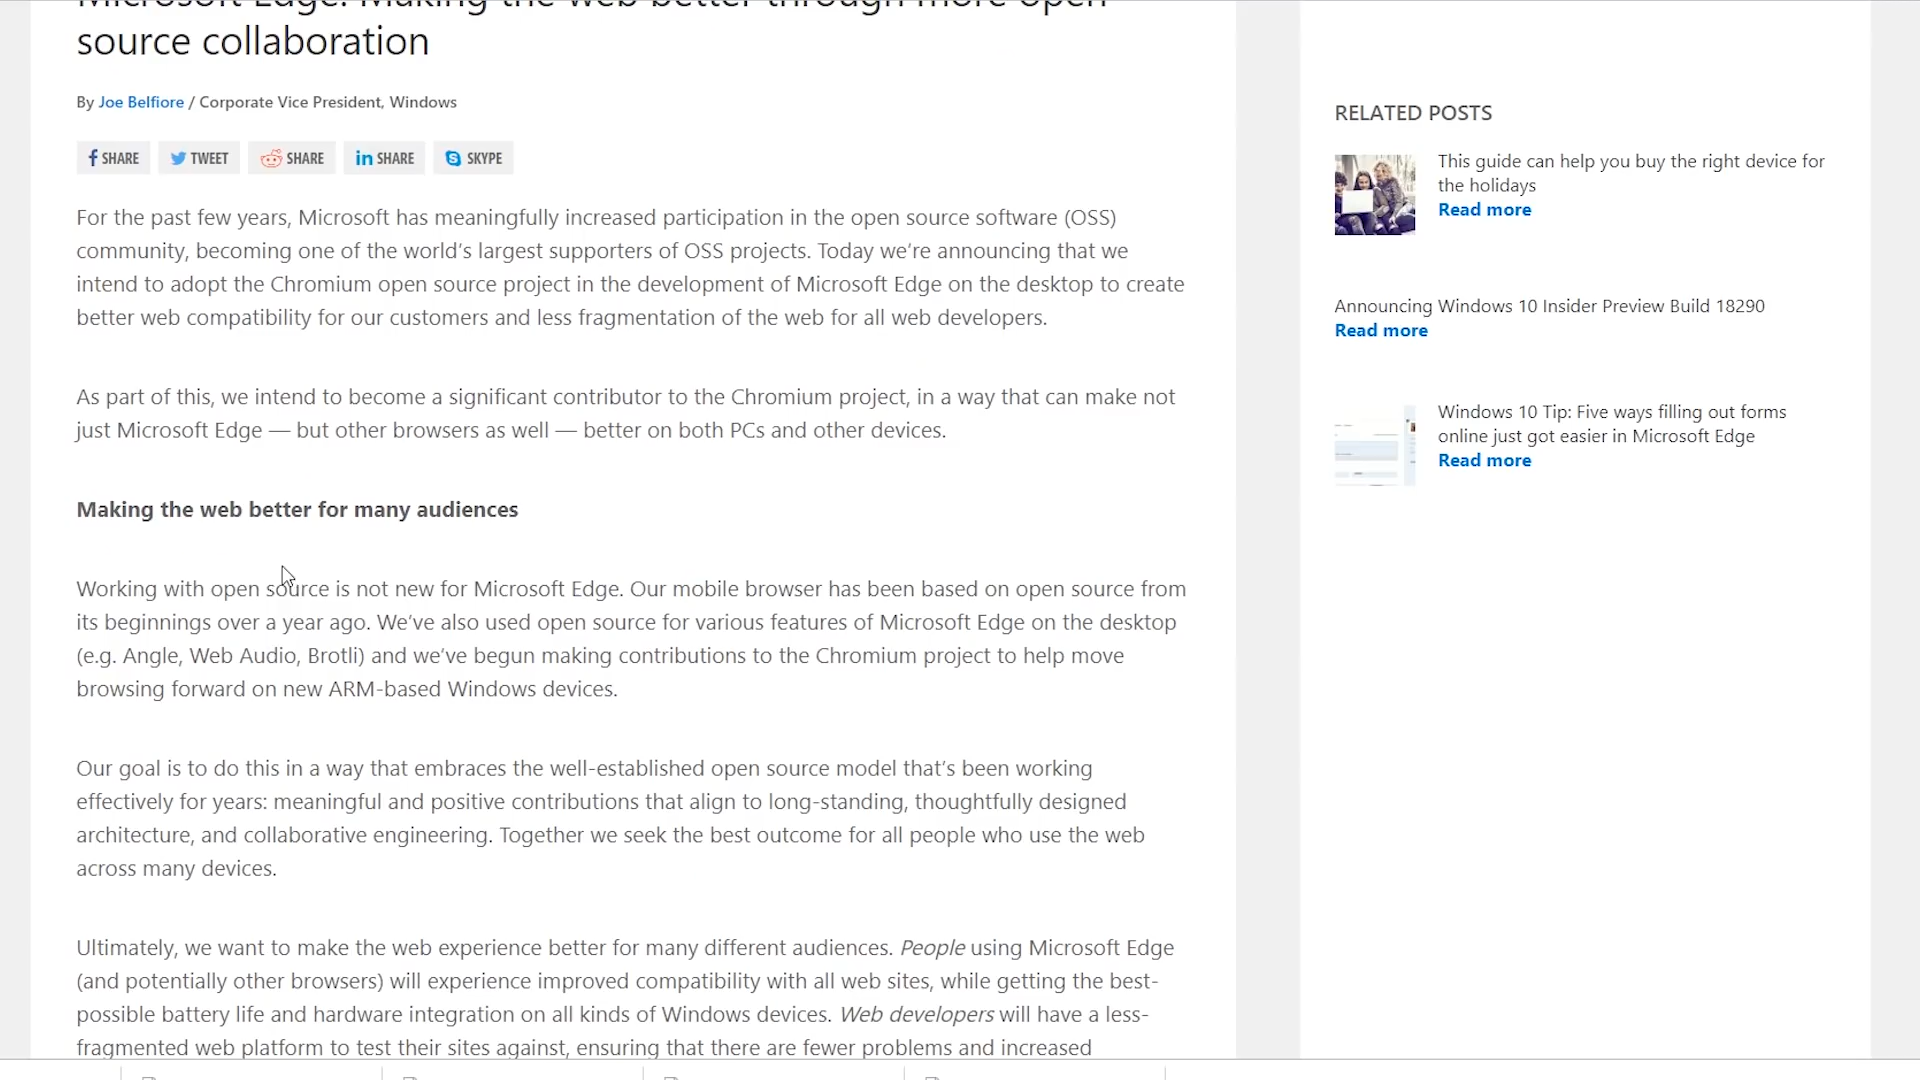 Microsoft Edge: Making the web better through more open
source collaboration
By Joe Belfiore / Corporate Vice President, Windows
SHARE TWEET SHARE in SHARE SKYPE
For the past few years, Microsoft has meaningfully increased participation in the open source software (OSS)
community, becoming one of the world’s largest supporters of OSS projects. Today we’re announcing that we
intend to adopt the Chromium open source project in the development of Microsoft Edge on the desktop to create
better web compatibility for our customers and less fragmentation of the web for all web developers.
As part of this, we intend to become a significant contributor to the Chromium project, in a way that can make not
just Microsoft Edge — but other browsers as well — better on both PCs and other devices.
Making the web better for many audiences
Working with open source is not new for Microsoft Edge. Our mobile browser has been based on open source from
its beginnings over a year ago. We’ve also used open source for various features of Microsoft Edge on the desktop
(e.g. Angle, Web Audio, Brotli) and we’ve begun making contributions to the Chromium project to help move
browsing forward on new ARM-based Windows devices.
Our goal is to do this in a way that embraces the well-established open source model that’s been working
effectively for years: meaningful and positive contributions that align to long-standing, thoughtfully designed
architecture, and collaborative engineering. Together we seek the best outcome for all people who use the web
across many devices.
Ultimately, we want to make the web experience better for many different audiences. People using Microsoft Edge
(and potentially other browsers) will experience improved compatibility with all web sites, while getting the best-
possible battery life and hardware integration on all kinds of Windows devices. Web developers will have a less-
fragmented web platform to test their sites against, ensuring that there are fewer problems and increased
RELATED POSTS
This guide can help you buy the right device for
the holidays
Read more
Announcing Windows 10 Insider Preview Build 18290
Read more
Windows 10 Tip: Five ways filling out forms
online just got easier in Microsoft Edge
Read more